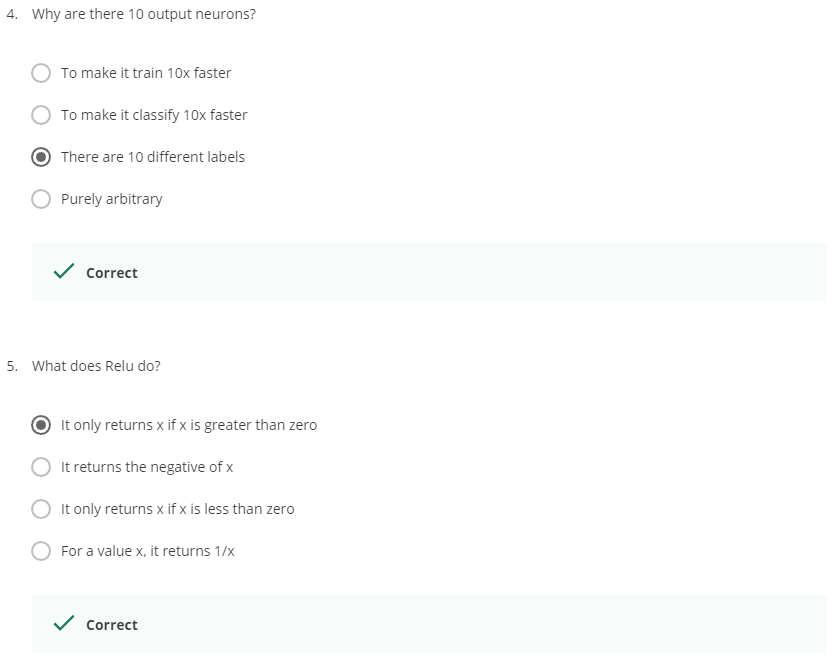 4. Why are there 10 output neurons?
To make it train 10x faster
To make it classify 10x faster
There are 10 different labels
Purely arbitrary
Correct
5. What does Relu do?
It only returns x if x is greater than zero
It returns the negative of x
It only returns x if x is less than zero
For a value x, it returns 1/x
Correct